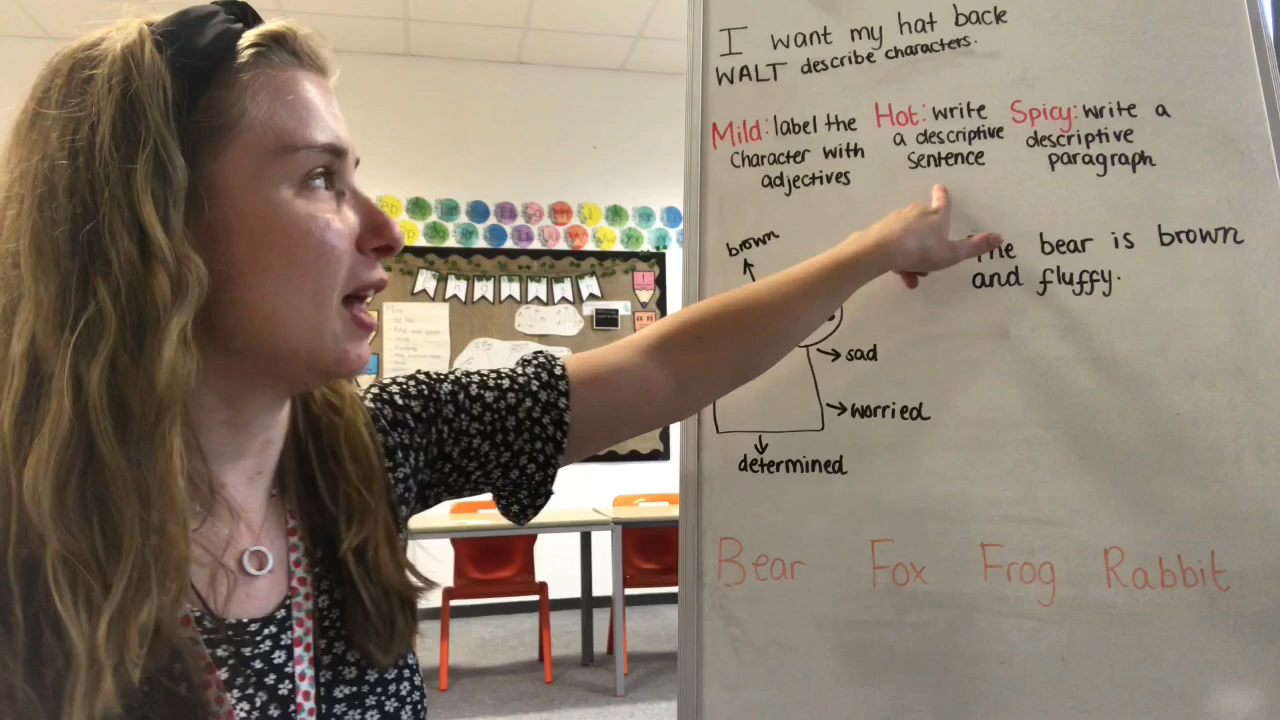 I want my hat back
WALT describe characters.
Mild: label the
character with
adjectives
Hot: write
a descriptive
sentence
Spicy: write a
descriptive
paragraph
brown
The bear is brown
and fluffy.
sad
worried
determined
Bear Fox Frog Rabbit